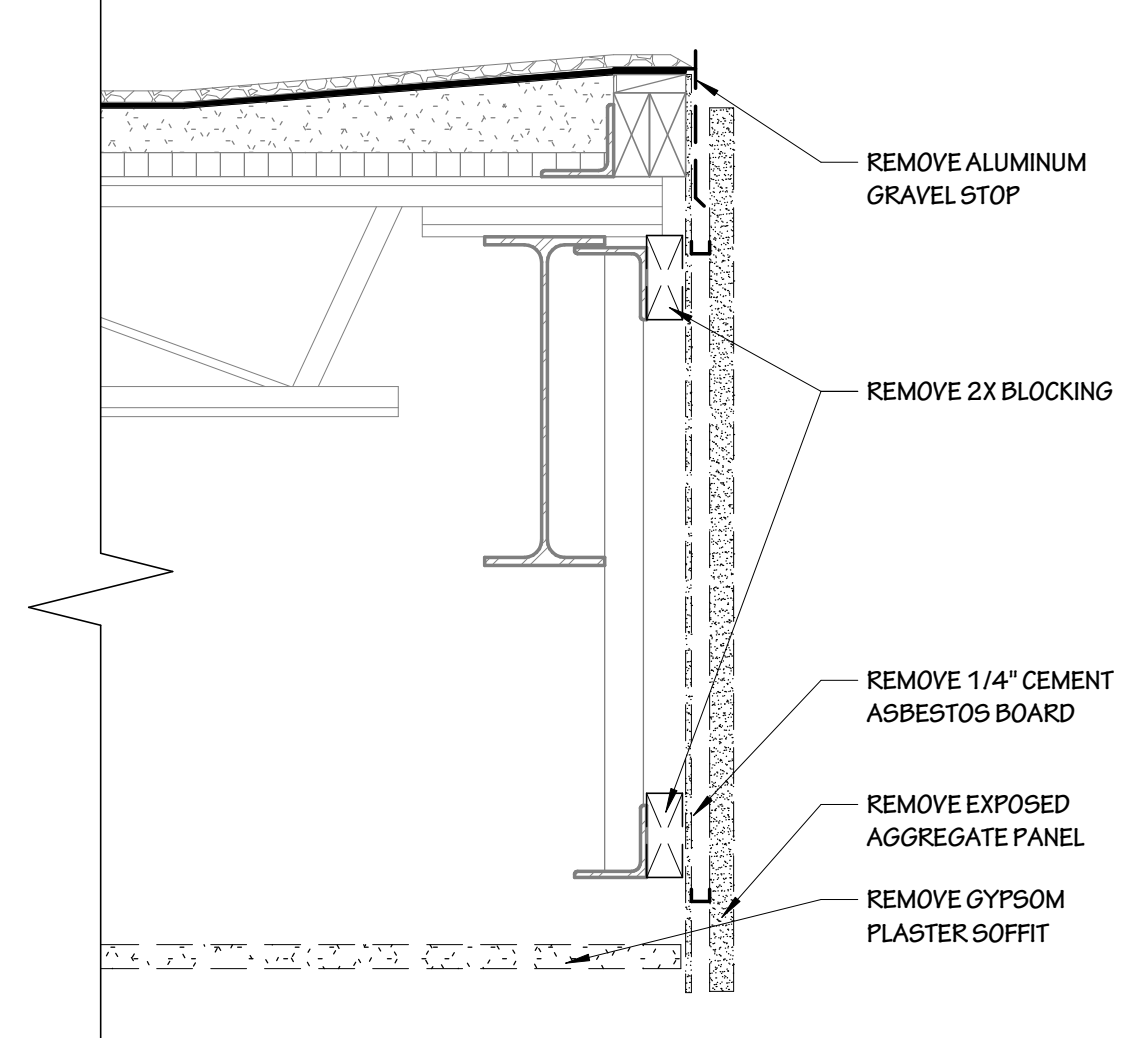 REMOVE ALUMINUM
GRAVEL STOP
REMOVE 2X BLOCKING
REMOVE 1/4" CEMENT
ASBESTOS BOARD
REMOVE EXPOSED
AGGREGATE PANEL
REMOVE GYPSOM
PLASTER SOFFIT